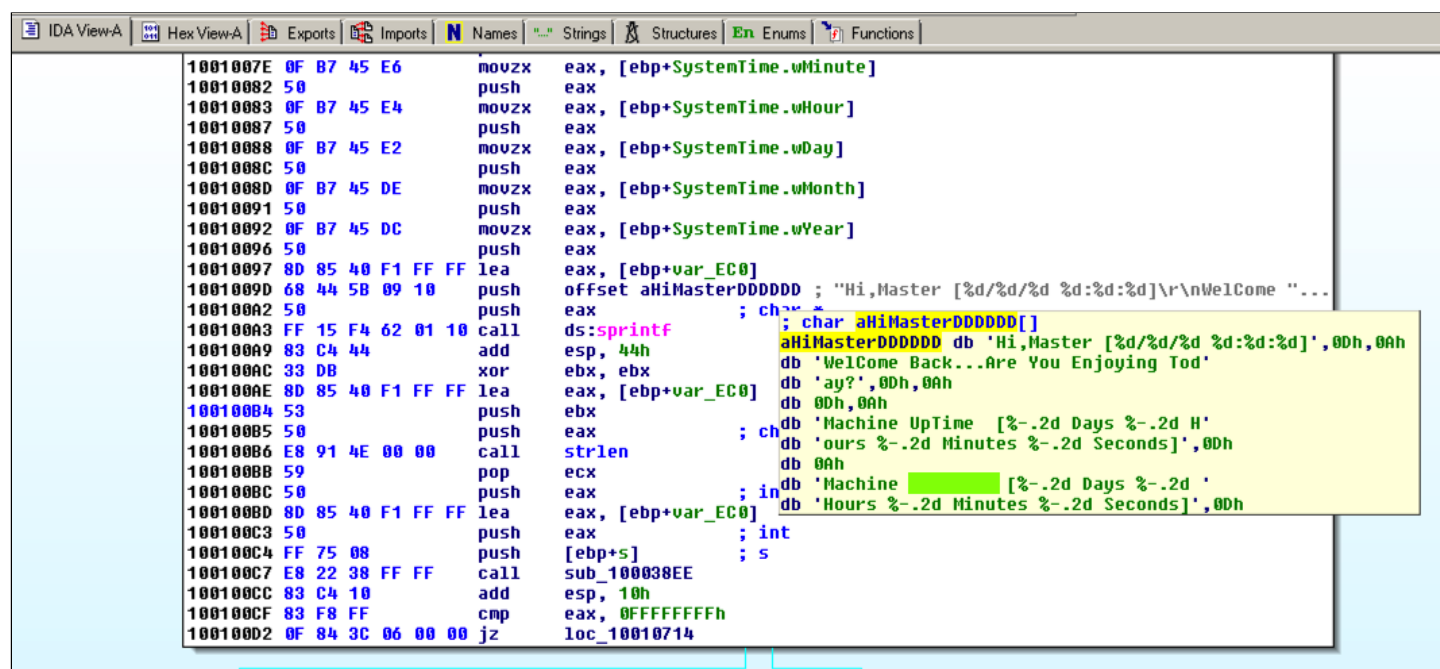 IDA View-A Hex View-A Exports Imports N Names "..." Strings Structures En Enums Functions
1001007E 0F B7 45 E6 movzx eax, [ebp+SystemTime.wMinute]
10010082 50 push eax
10010083 0F B7 45 E4 movzx eax, [ebp+SystemTime.wHour]
10010087 50 push eax
10010088 0F B7 45 E2 movzx eax, [ebp+SystemTime.wDay]
1001008C 50 push eax
1001008D 0F B7 45 DE movzx eax, [ebp+SystemTime.wMonth]
10010091 50 push eax
10010092 0F B7 45 DC movzx eax, [ebp+SystemTime.wYear]
10010096 50 push eax
10010097 8D 85 40 F1 FF FF lea eax, [ebp+var_EC0]
1001009D 68 44 5B 09 10 push offset aHiMasterDDDDDD ; "Hi,Master [%d/%d/%d %d:%d:%d]\r\nWelCome "...
100100A2 50 push eax ; char *
100100A3 FF 15 F4 62 01 10 call ds:sprintf
100100A9 83 C4 44 add esp, 44h
100100AC 33 DB xor ebx, ebx
100100AE 8D 85 40 F1 FF FF lea eax, [ebp+var_EC0]
100100B4 53 push ebx
100100B5 50 push eax ; ch
100100B6 E8 91 4E 00 00 call strlen
100100BB 59 pop ecx
100100BC 50 push eax ; in
100100BD 8D 85 40 F1 FF FF lea eax, [ebp+var_EC0]
100100C3 50 push eax ; int
100100C4 FF 75 08 push [ebp+s] ; s
100100C7 E8 22 38 FF FF call sub_100038EE
100100CC 83 C4 10 add esp, 10h
100100CF 83 F8 FF cmp eax, 0FFFFFFFFh
100100D2 0F 84 3C 06 00 00 jz loc_10010714
; char aHiMasterDDDDDD[]
aHiMasterDDDDDD db 'Hi,Master [%d/%d/%d %d:%d:%d]',0Dh,0Ah
db 'WelCome Back...Are You Enjoying Tod'
db 'ay?',0Dh,0Ah
db 0Dh,0Ah
db 'Machine UpTime [%-.2d Days %-.2d H'
db 'ours %-.2d Minutes %-.2d Seconds]',0Dh
db 0Ah
db 'Machine [%-.2d Days %-.2d '
db 'Hours %-.2d Minutes %-.2d Seconds]',0Dh